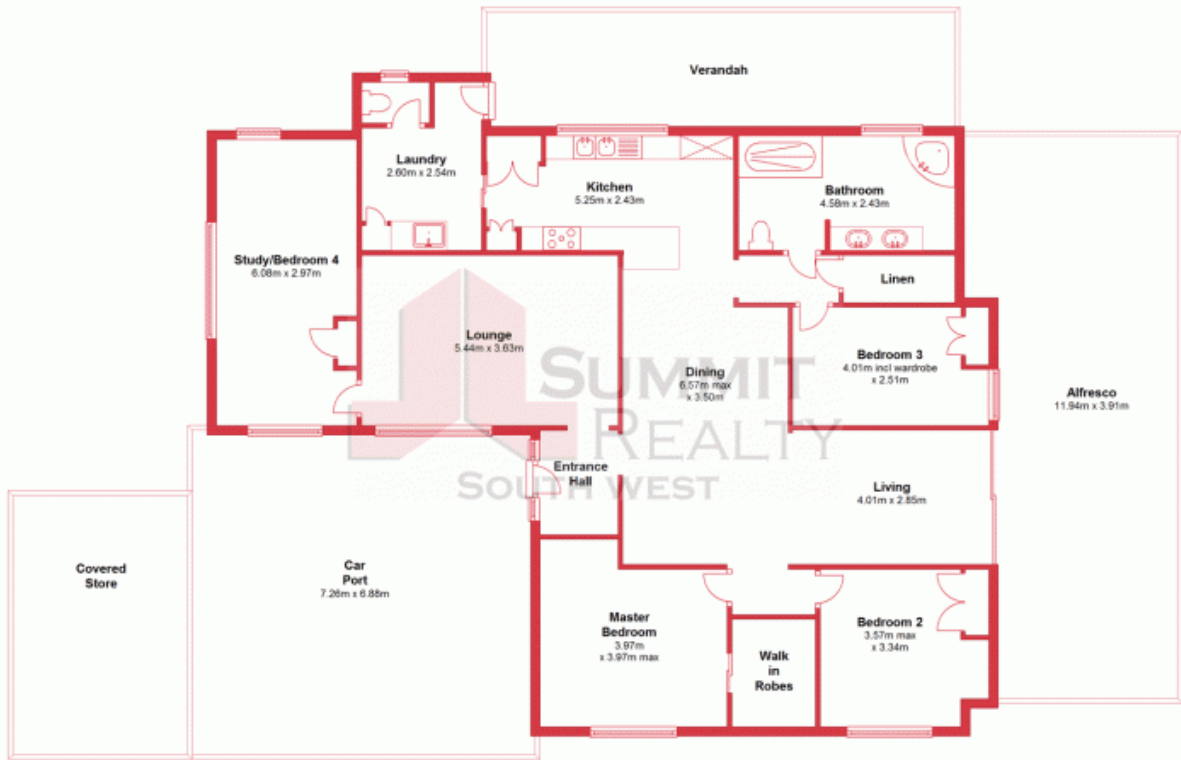 Verandah
Laundry
2.60m x 2.54m
Kitchen
5.25m x 2.43m
Bathroom
4.58m x 2.43m
Study/Bedroom 4
6.08m x 2.97m
Linen
Lounge
5.44m x 3.63m
Bedroom 3
4.01m incl wardrobe
x 2.51m
Dining
6.57m max
x 3.50m
Alfresco
11.94m x 3.91m
SUMMIT
REALTY
SOUTH WEST
Entrance
Hall
Living
4.01m x 2.85m
Covered
Store
Car
Port
7.26m x 6.88m
Master
Bedroom
3.97m
x 3.97m max
Walk
in
Robes
Bedroom 2
3.57m max
x 3.34m